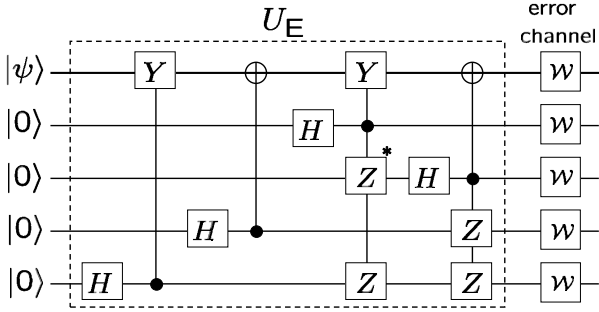 U_E error
channel
|ψ⟩ Y Y W
|0⟩ H W
|0⟩ Z * H W
|0⟩ H Z W
|0⟩ H Z Z W